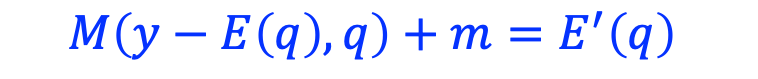 M(y − E(q), q) + m = E′(q)